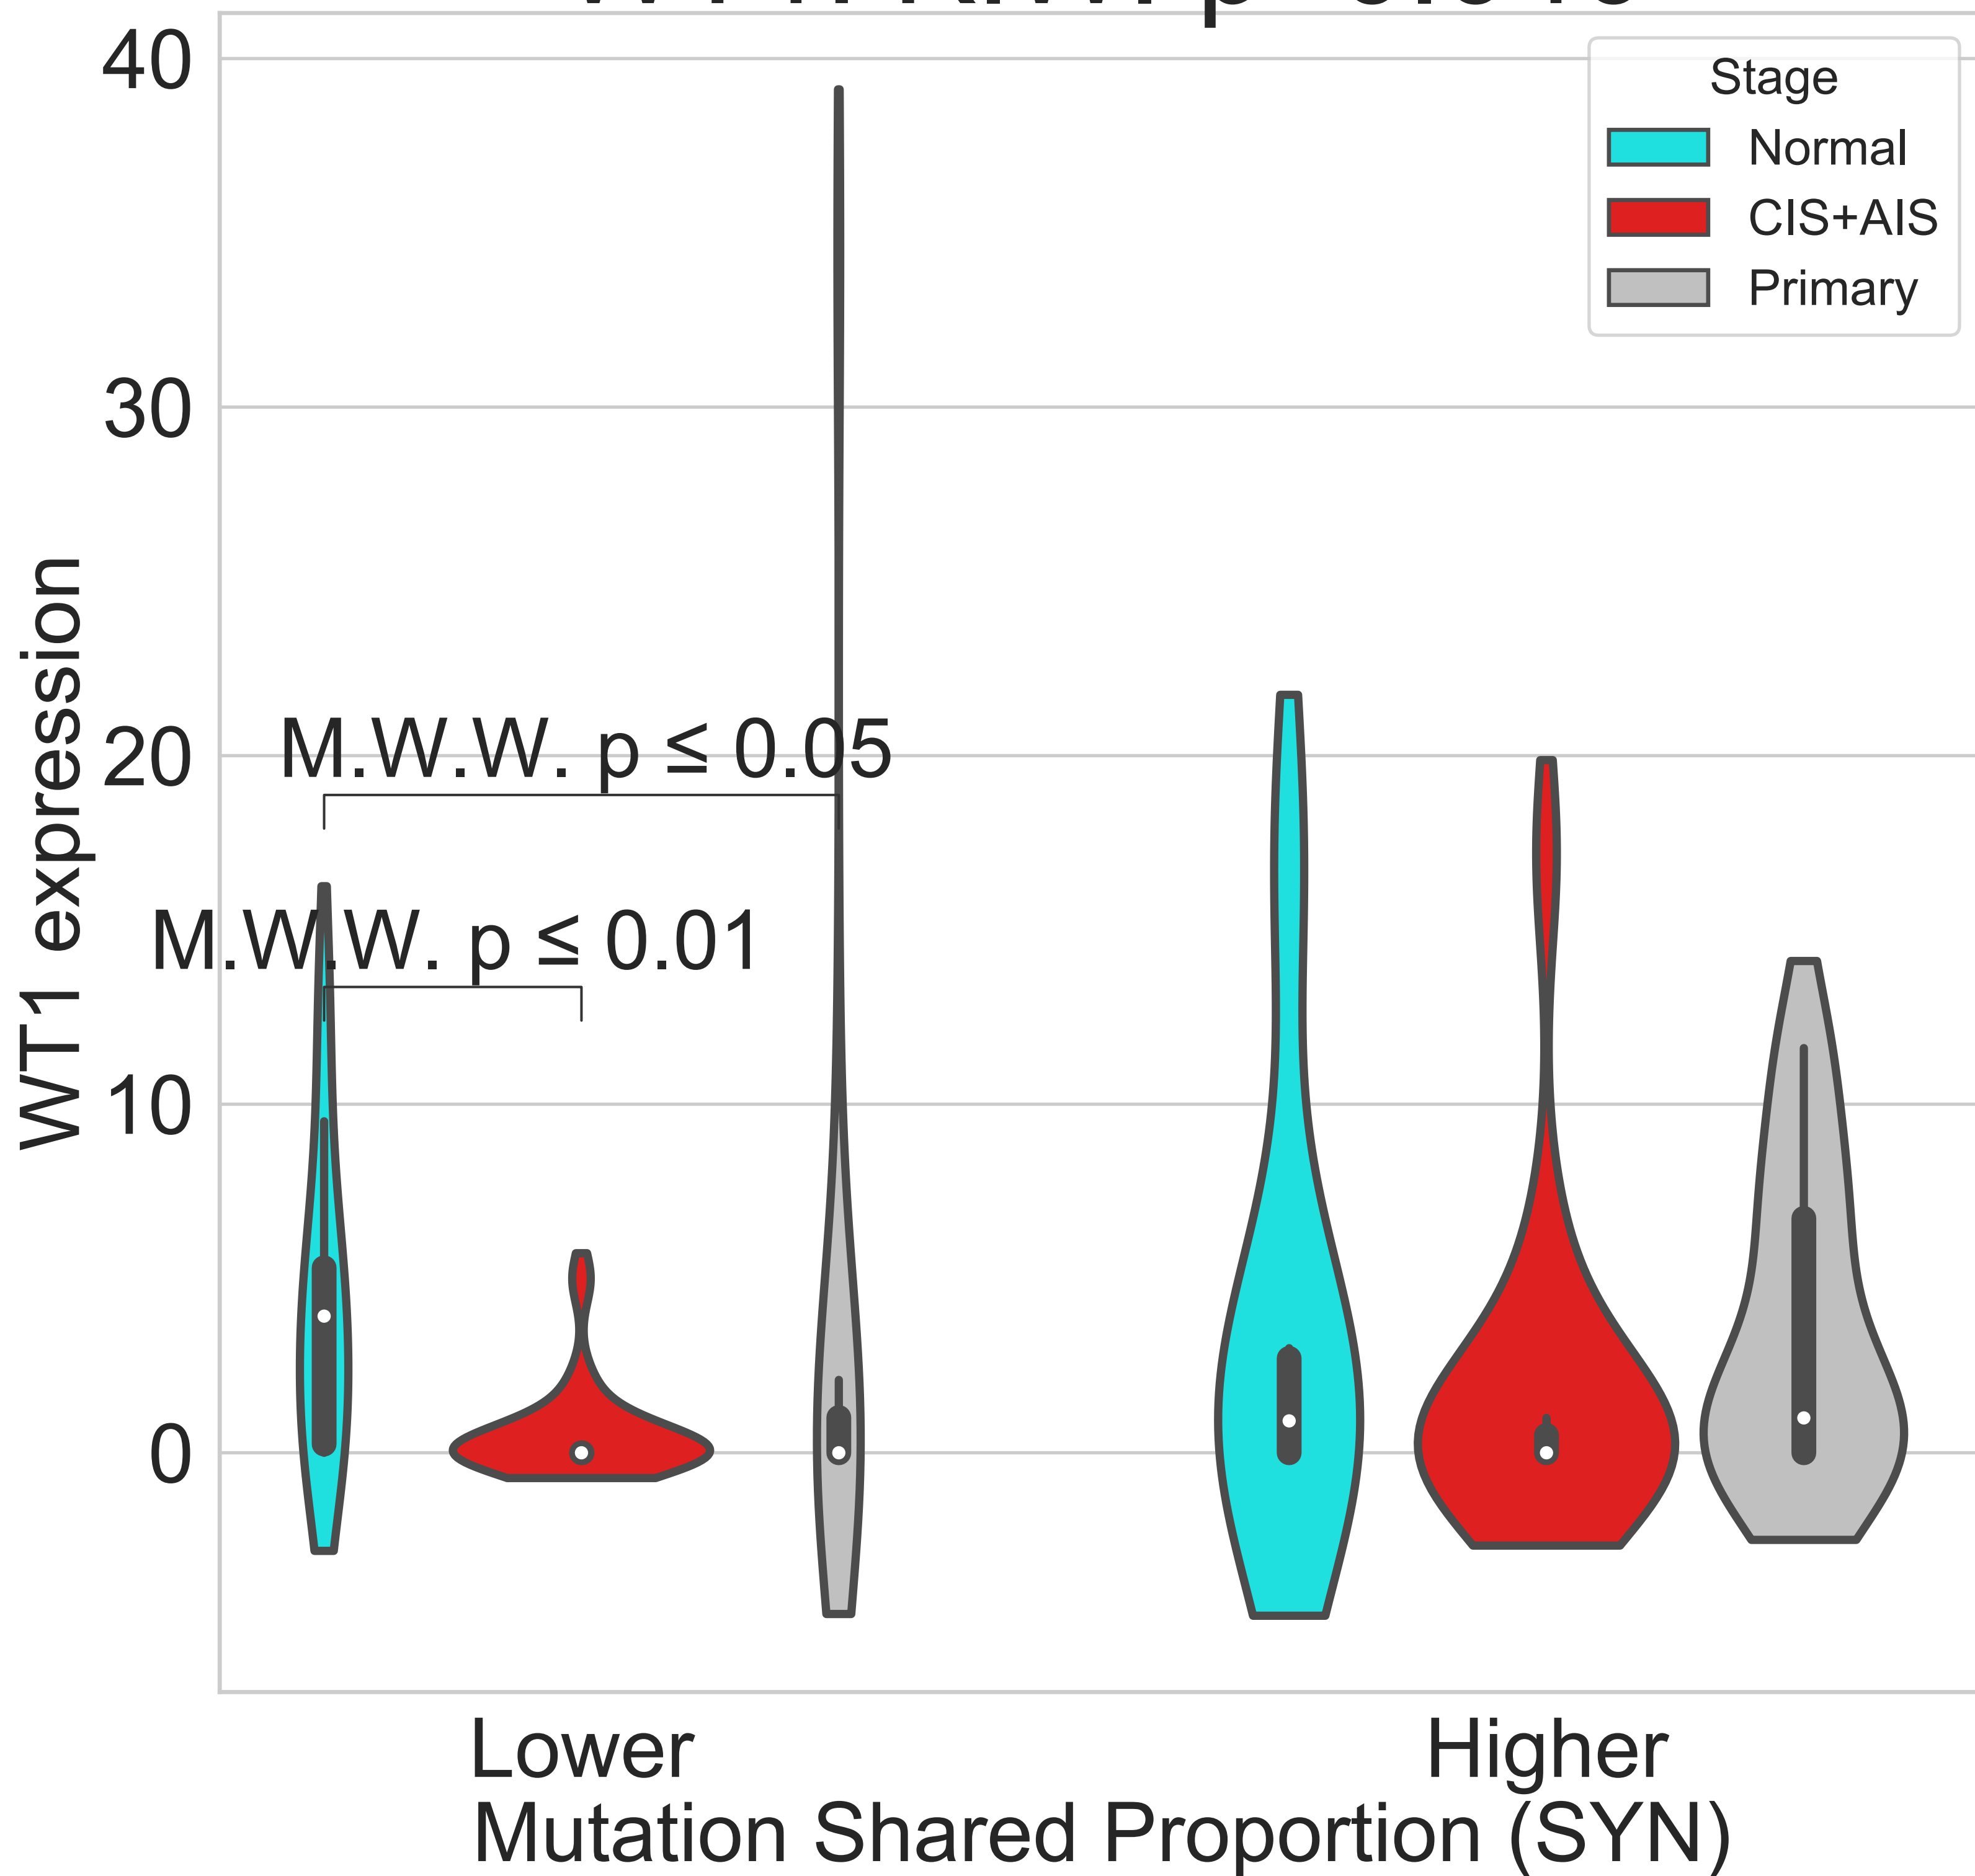 40
30
20
10
0
WT1 expression
Stage
Normal
CIS+AIS
Primary
M.W.W. p ≤ 0.05
M.W.W. p ≤ 0.01
Lower
Higher
Mutation Shared Proportion (SYN)